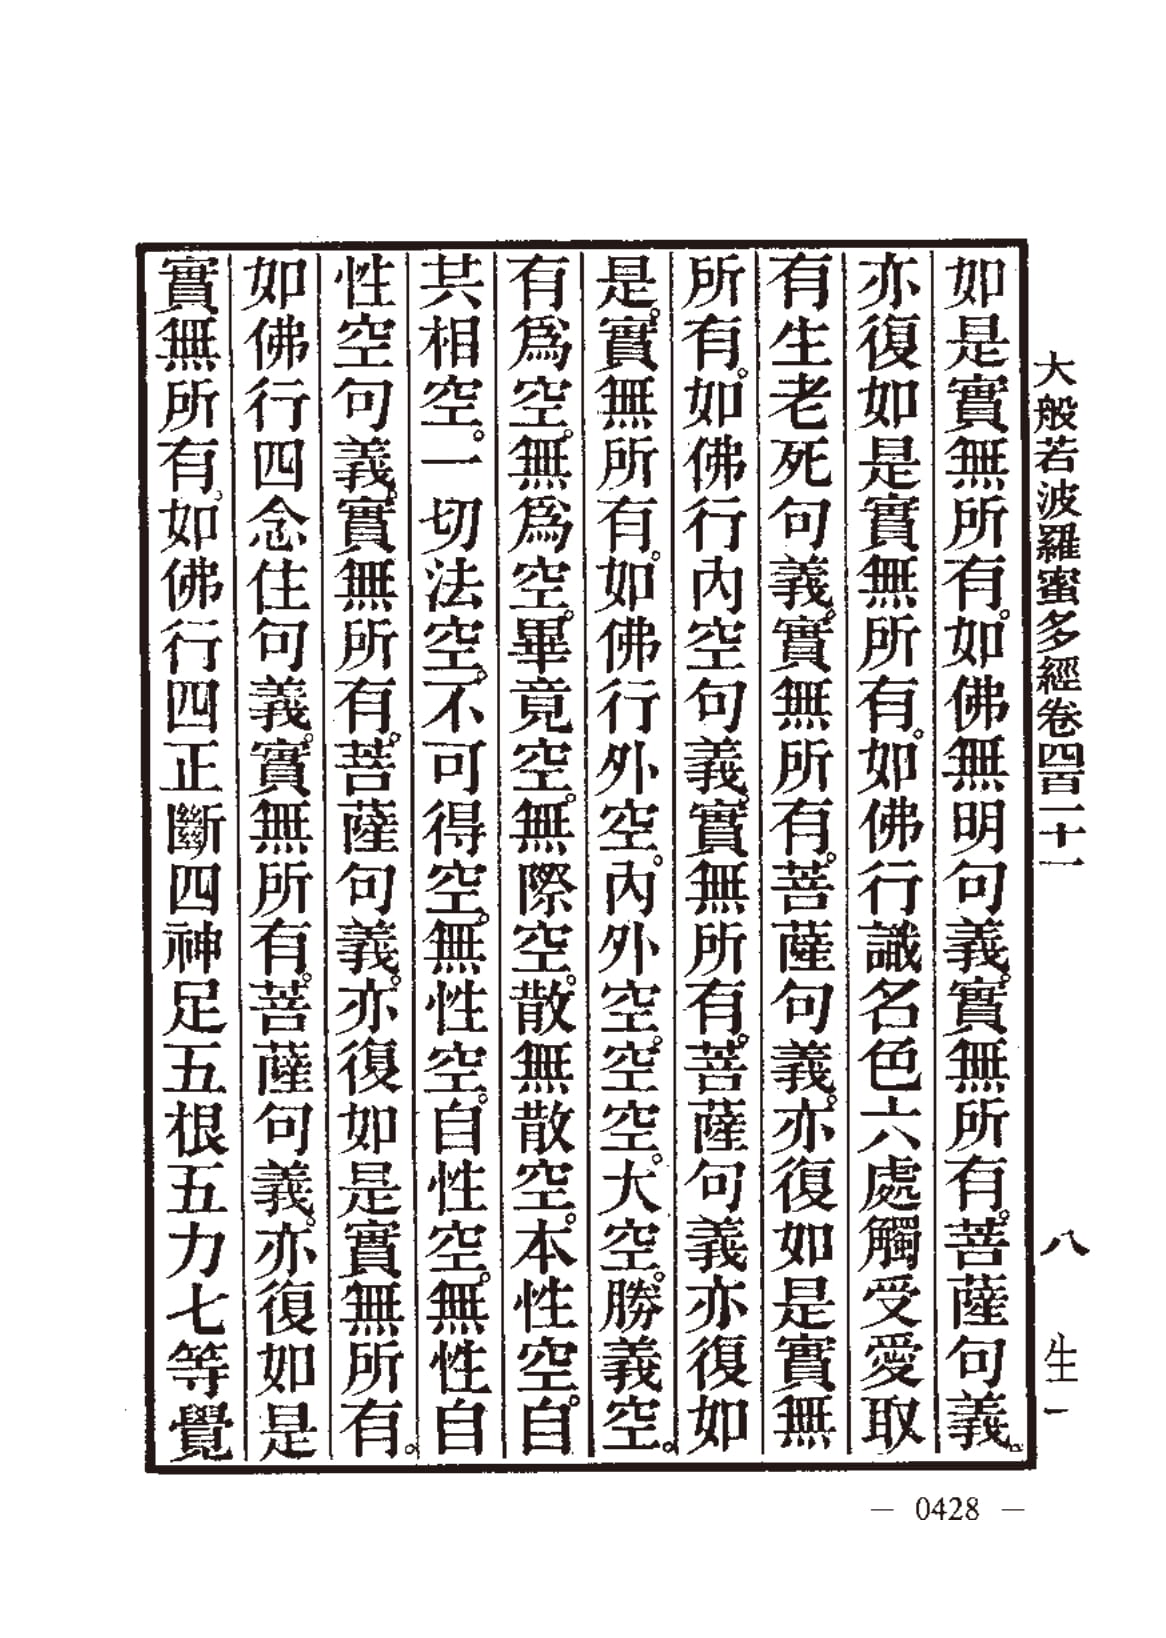 大般若波羅蜜多經卷四百一十一 八 生一
如是實無所有。如佛無明句義。實無所有。菩薩句義。
亦復如是實無所有。如佛行識名色六處觸受愛取
有生老死句義。實無所有。菩薩句義。亦復如是實無
所有。如佛行內空句義。實無所有。菩薩句義亦復如
是。實無所有。如佛行外空。內外空。空空。大空。勝義空。
有爲空。無爲空。畢竟空。無際空。散無散空。本性空。自
共相空。一切法空。不可得空。無性空。自性空。無性自
性空句義。實無所有。菩薩句義。亦復如是實無所有。
如佛行四念住句義。實無所有。菩薩句義。亦復如是
實無所有。如佛行四正斷四神足五根五力七等覺
— 0428 —